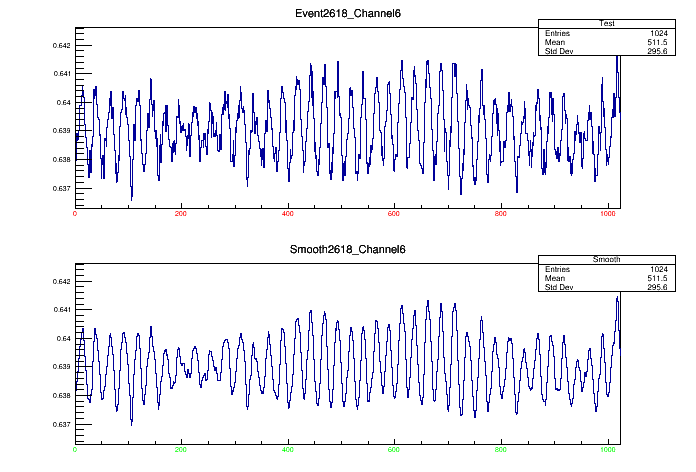 Event2618_Channel6
Test
Entries 1024
Mean 511.5
Std Dev 295.6
0.642
0.641
0.64
0.639
0.638
0.637
0 200 400 600 800 1000
Smooth2618_Channel6
Smooth
Entries 1024
Mean 511.5
Std Dev 295.6
0.642
0.641
0.64
0.639
0.638
0.637
0 200 400 600 800 1000